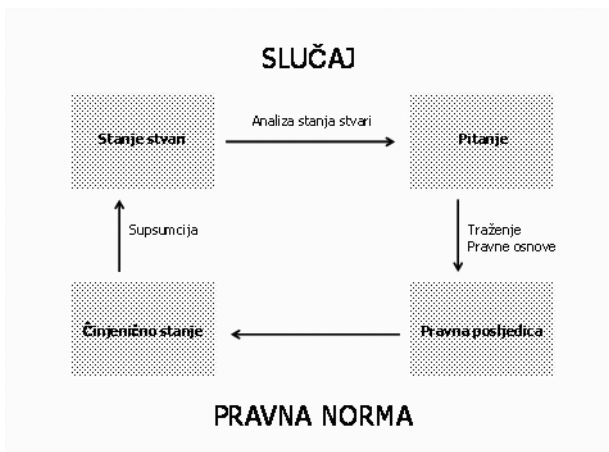 SLUČAJ
Stanje stvari
Analiza stanja stvari
Pitanje
Supsumcija
Traženje
Pravne osnove
Činjenično stanje
Pravna posljedica
PRAVNA NORMA